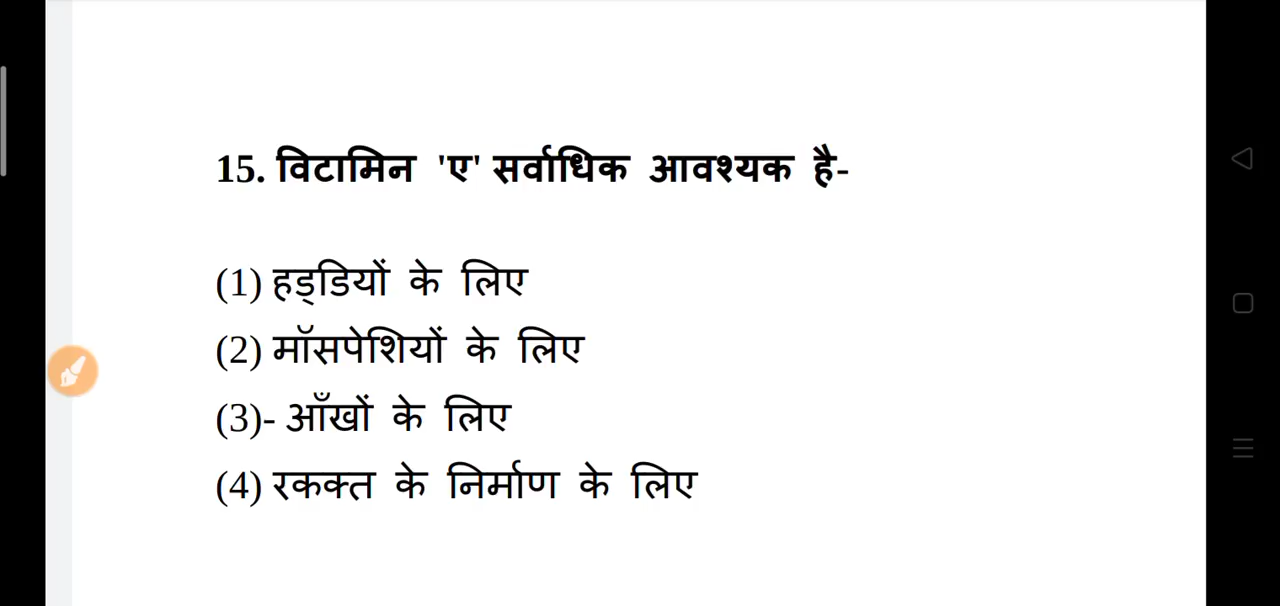 15. विटामिन 'ए' सर्वाधिक आवश्यक है-
(1) हड्डियों के लिए
(2) मॉसपेशियों के लिए
(3)- आँखों के लिए
(4) रकक्त के निर्माण के लिए